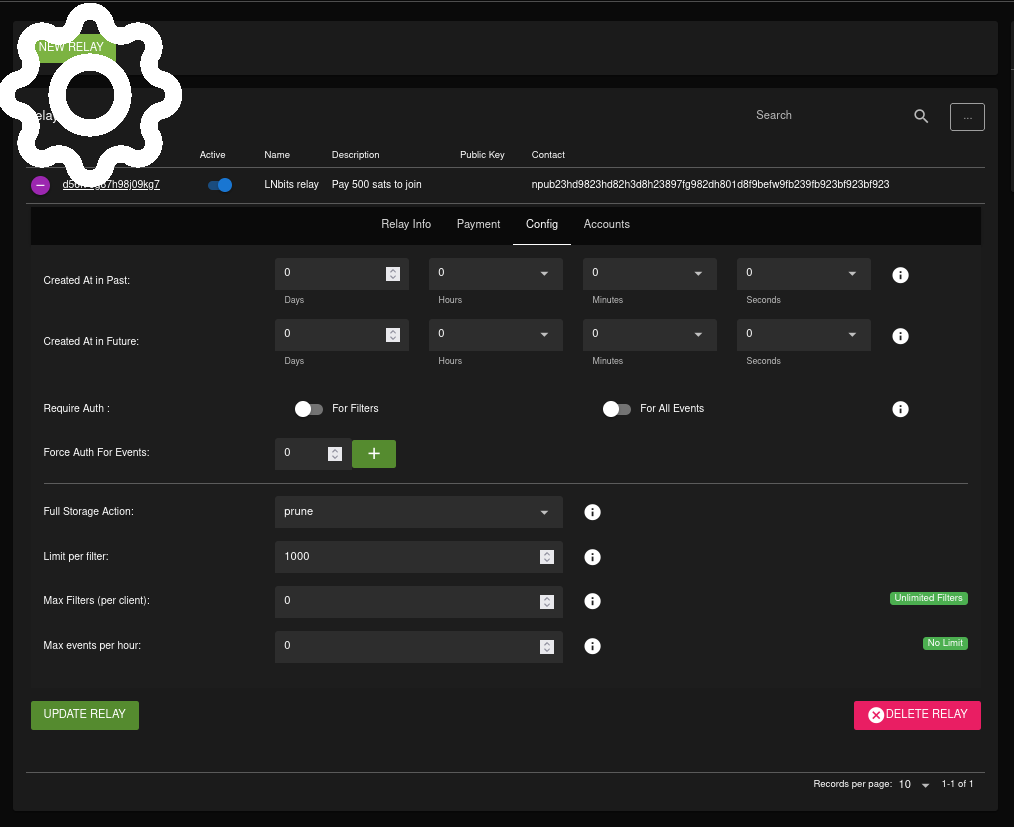 NEW RELAY
Search
...
Active Name Description Public Key Contact
LNbits relay Pay 500 sats to join npub23hd9823hd82h3d8h23897fg982dh801d8f9befw9fb239fb923bf923bf923
Relay Info Payment Config Accounts
Created At in Past: 0 0 0 0
Days Hours Minutes Seconds
Created At in Future: 0 0 0 0
Days Hours Minutes Seconds
Require Auth : For Filters For All Events
Force Auth For Events: 0 +
Full Storage Action: prune
Limit per filter: 1000
Max Filters (per client): 0 Unlimited Filters
Max events per hour: 0 No Limit
UPDATE RELAY DELETE RELAY
Records per page: 10 1-1 of 1